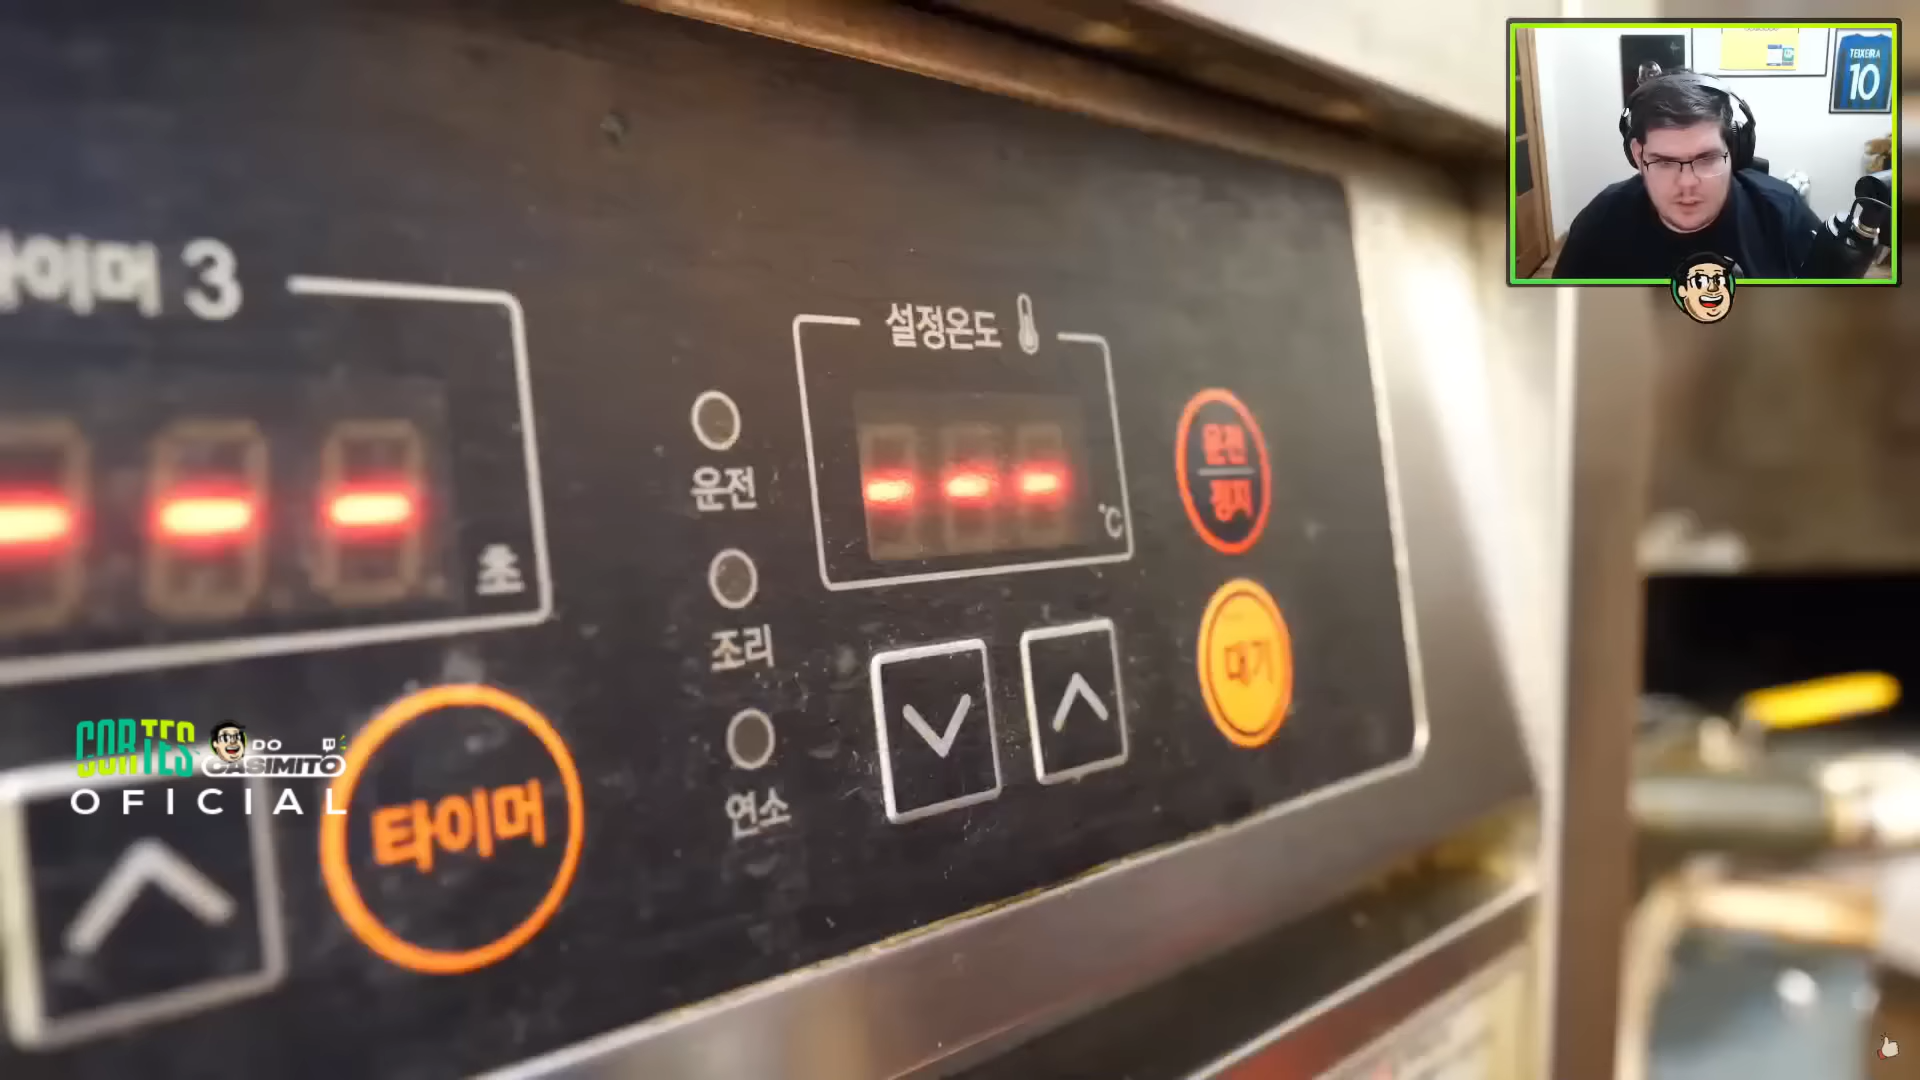 타이머 3
초
타이머
운전
조리
연소
설정온도
℃
운전
정지
대기
CORTES
DO
CASIMITO
OFICIAL
TEIXEIRA
10